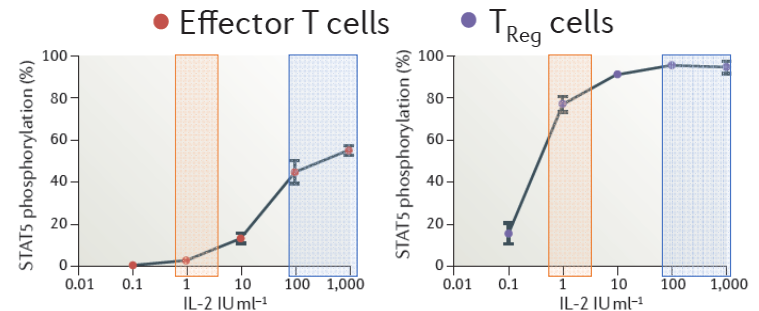 Effector T cells
TReg cells
STAT5 phosphorylation (%)
100
80
60
40
20
0
0.01 0.1 1 10 100 1,000
IL-2 IU ml−1
STAT5 phosphorylation (%)
100
80
60
40
20
0
0.01 0.1 1 10 100 1,000
IL-2 IU ml−1